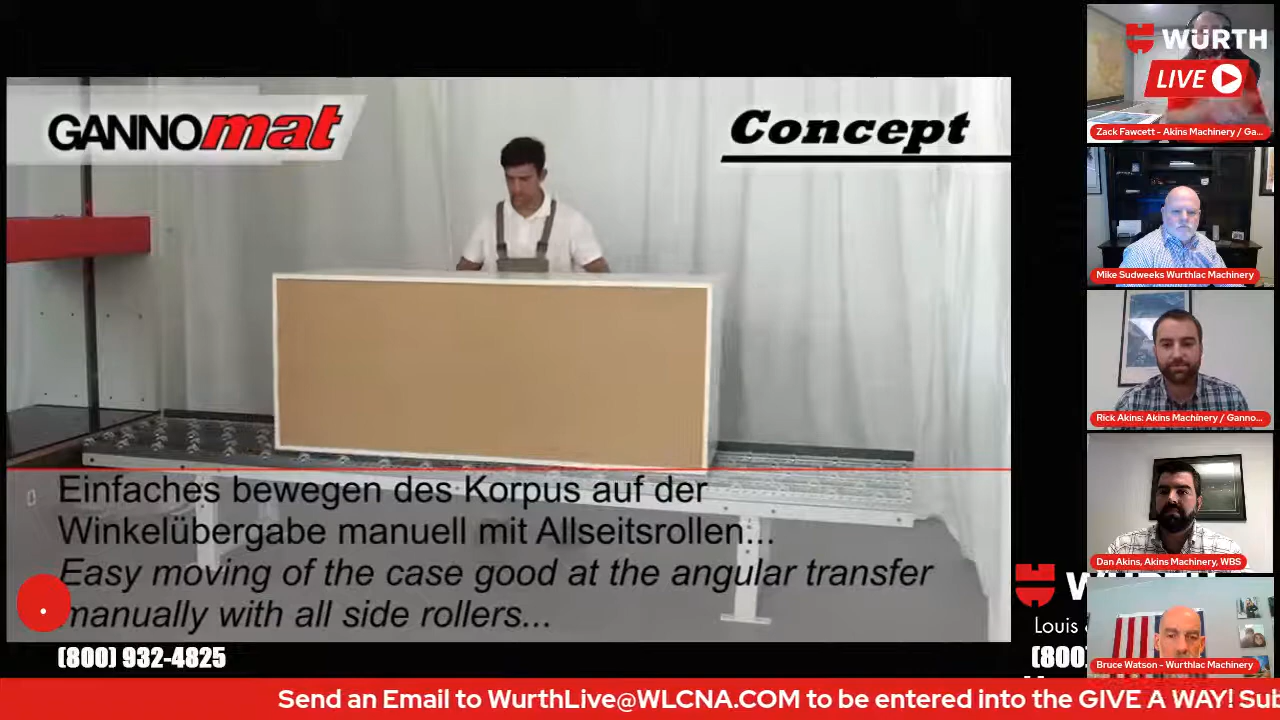 GANNOmat
Concept
Einfaches bewegen des Korpus auf der
Winkelübergabe manuell mit Allseitsrollen...
Easy moving of the case good at the angular transfer
manually with all side rollers...
(800) 932-4825
WÜRTH
LIVE
Zack Fawcett - Akins Machinery / Ga...
Mike Sudweeks Wurthlac Machinery
Rick Akins: Akins Machinery / Ganno...
Dan Akins, Akins Machinery, WBS
Louis
(800)
Bruce Watson - Wurthlac Machinery
Send an Email to WurthLive@WLCNA.COM to be entered into the GIVE A WAY! Sub